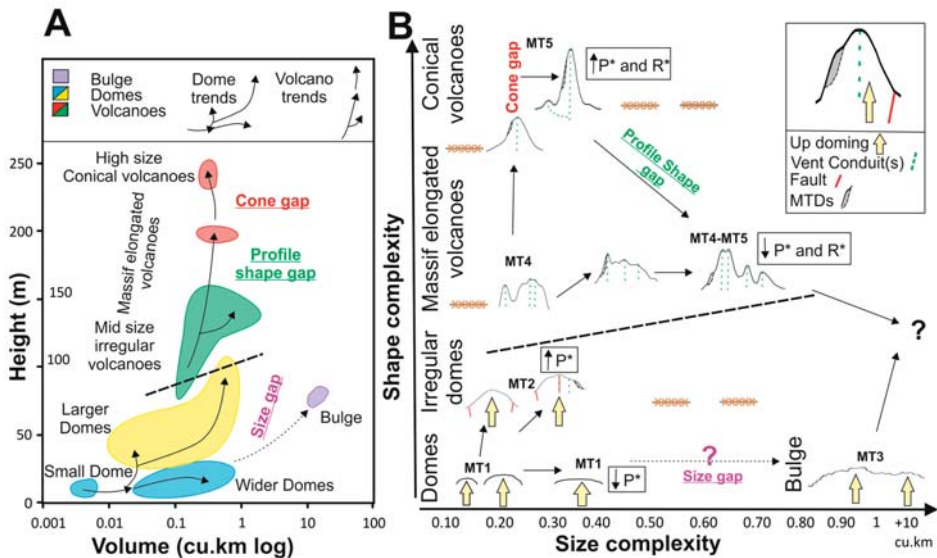 A
Bulge
Domes
Volcanoes
Dome
trends
Volcano
trends
Height (m)
250
200
150
100
50
0
High size
Conical volcanoes
Cone gap
Massif elongated
volcanoes
Profile
shape gap
Mid size
irregular
volcanoes
Larger
Domes
Size gap
Bulge
Small Dome
Wider Domes
0.001
0.01
0.1
1
10
100
Volume (cu.km log)
B
Shape complexity
Conical
volcanoes
Massif elongated
volcanoes
Irregular
domes
Domes
Cone gap
MT5
P* and R*
Profile Shape
gap
MT4
MT4-MT5
P* and R*
?
MT2
P*
MT1
MT1
P*
?
Size gap
Bulge
MT3
0.10
0.20
0.30
0.40
0.50
0.60
0.70
0.80
0.90
1
+10
cu.km
Size complexity
Up doming
Vent Conduit(s)
Fault
MTDs